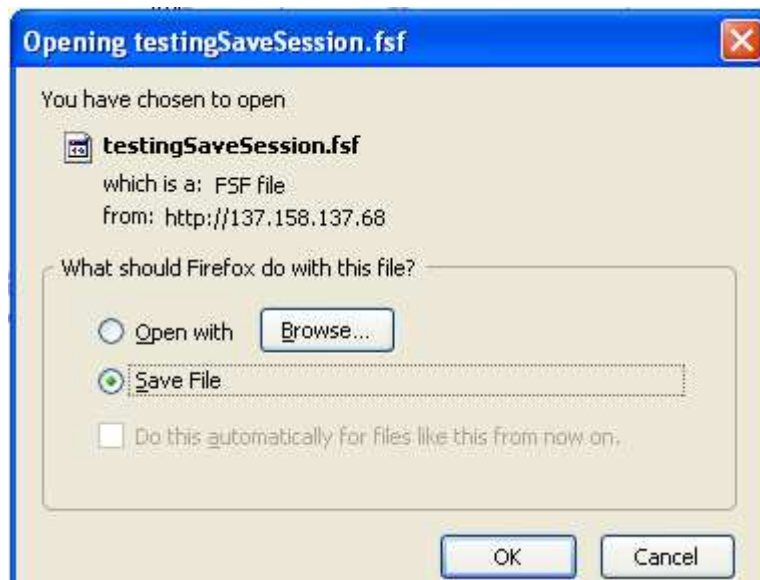 Opening testingSaveSession.fsf
You have chosen to open
testingSaveSession.fsf
which is a: FSF file
from: http://137.158.137.68
What should Firefox do with this file?
Open with Browse...
Save File
Do this automatically for files like this from now on.
OK Cancel